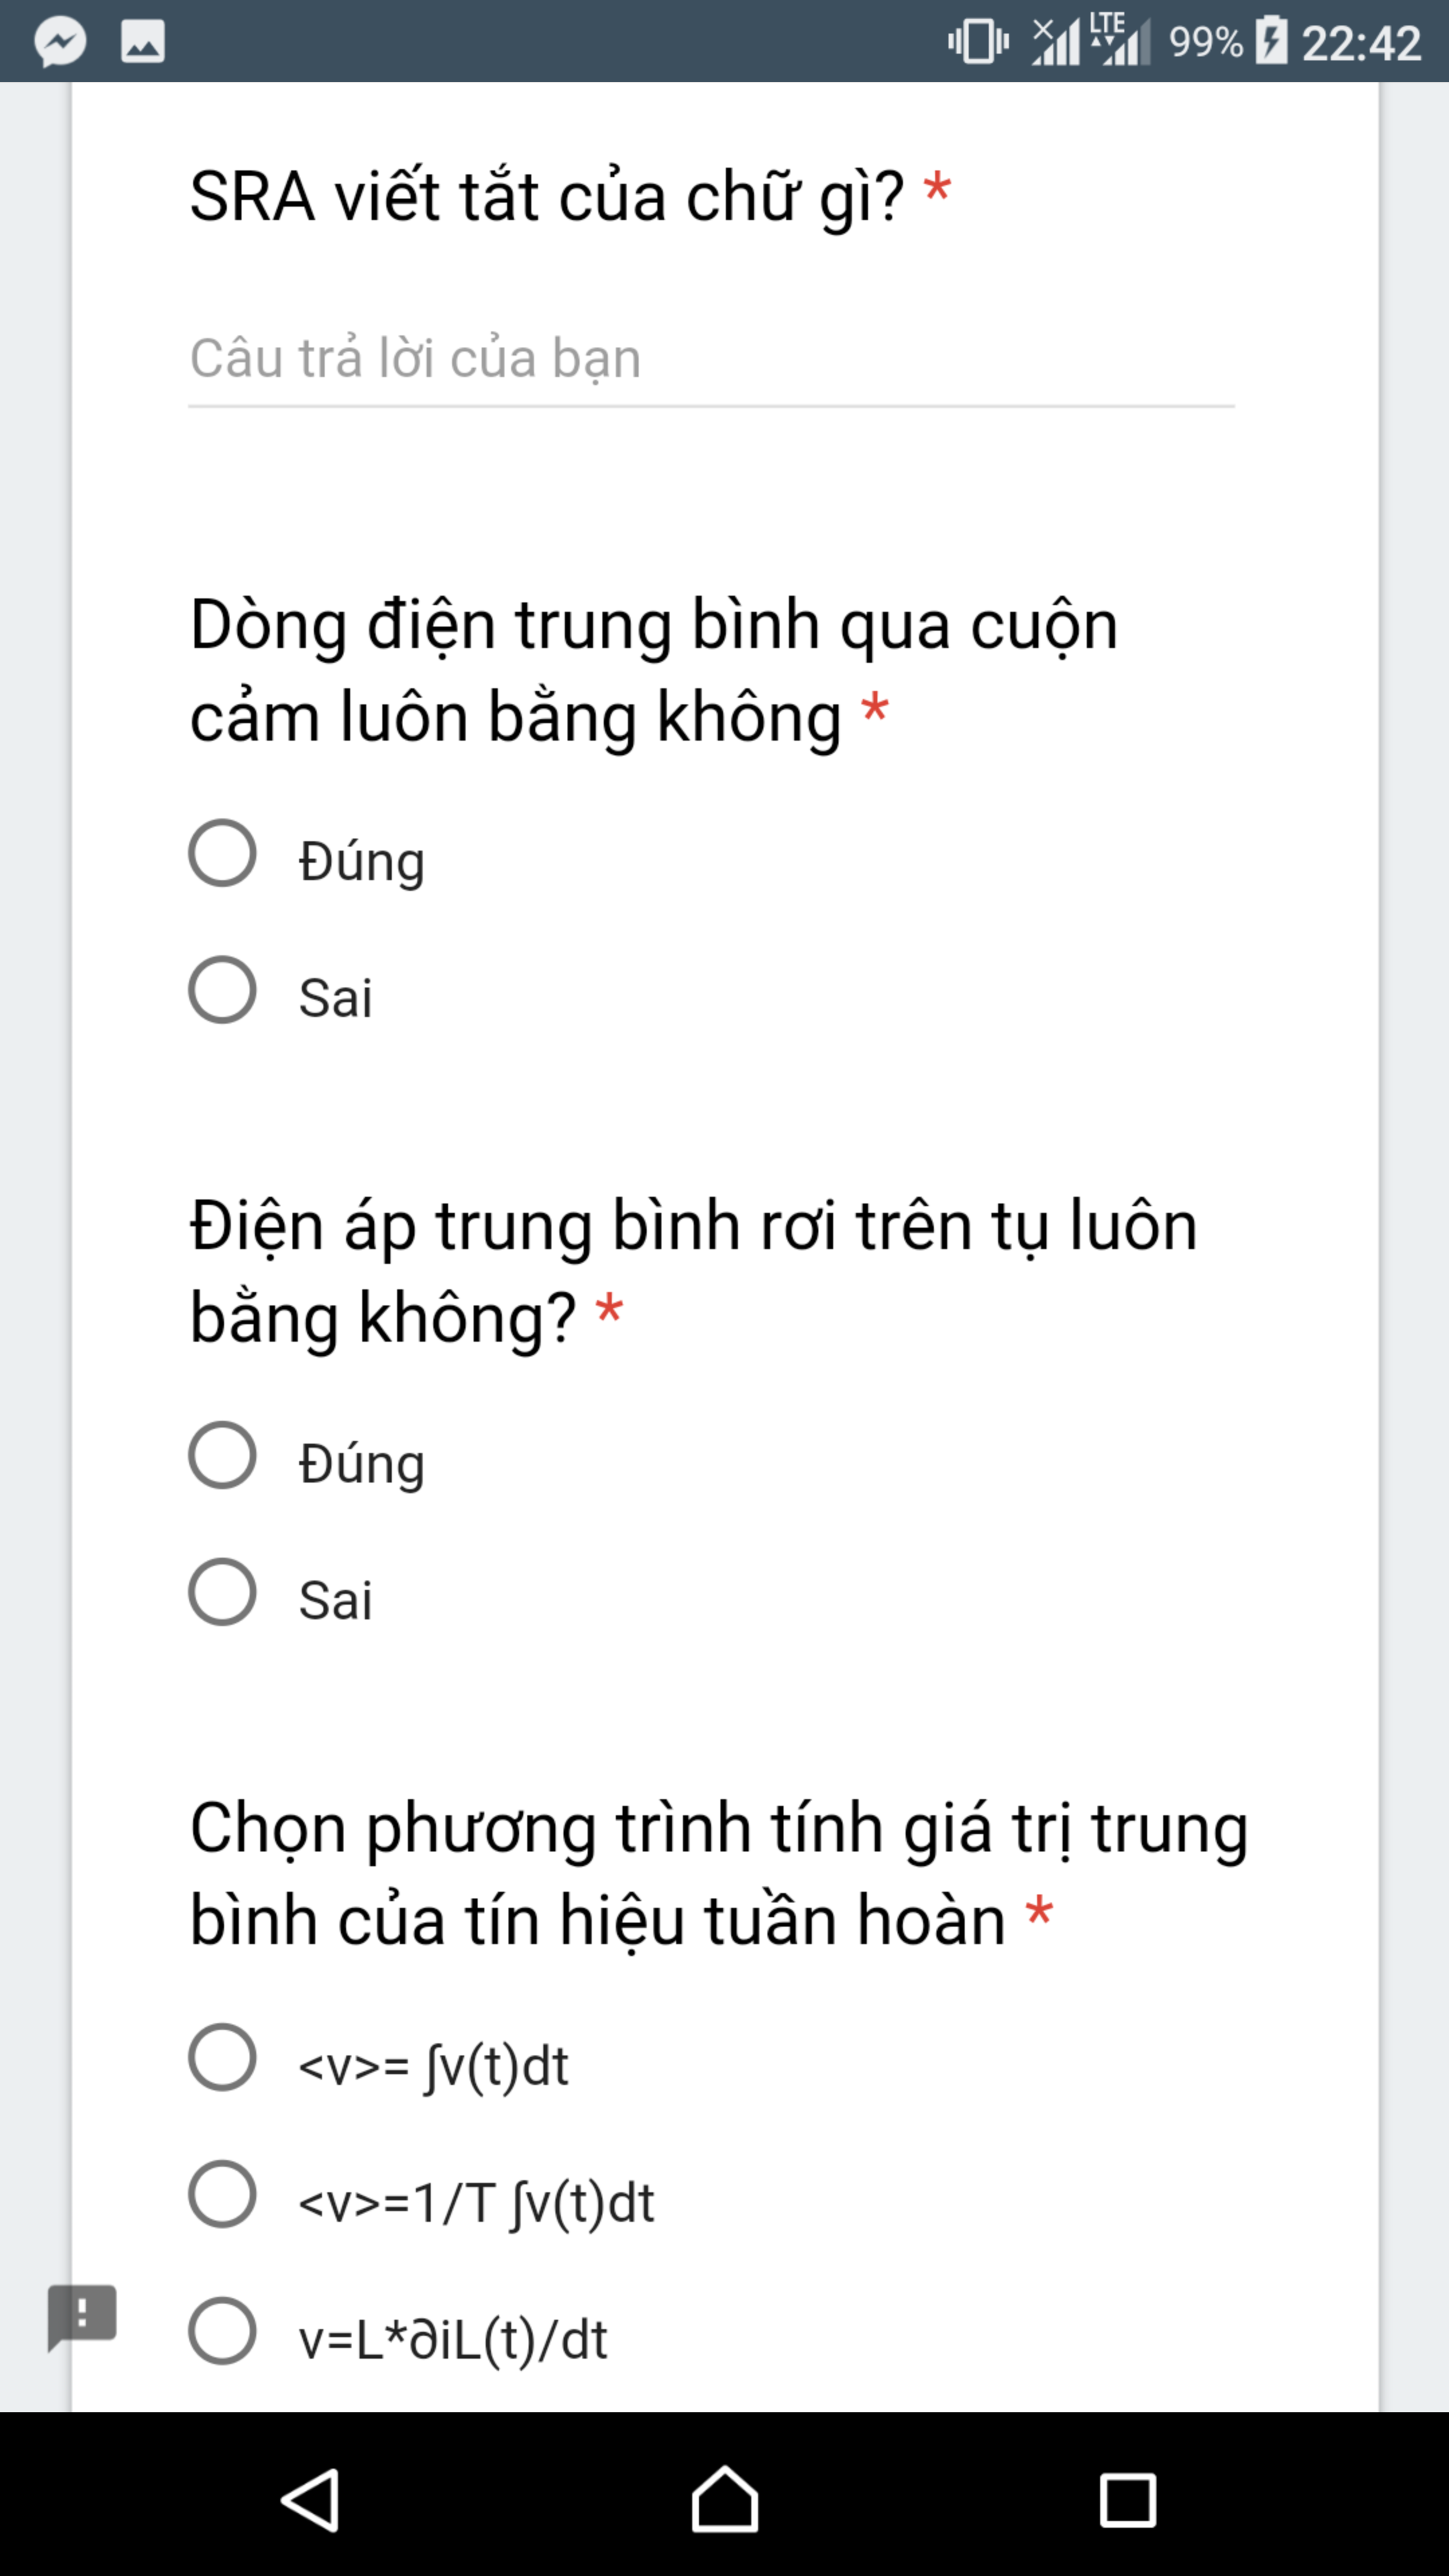 LTE 99% 22:42
SRA viết tắt của chữ gì? *
Câu trả lời của bạn
Dòng điện trung bình qua cuộn
cảm luôn bằng không *
Đúng
Sai
Điện áp trung bình rơi trên tụ luôn
bằng không? *
Đúng
Sai
Chọn phương trình tính giá trị trung
bình của tín hiệu tuần hoàn *
<v>= ∫v(t)dt
<v>=1/T ∫v(t)dt
v=L*∂iL(t)/dt